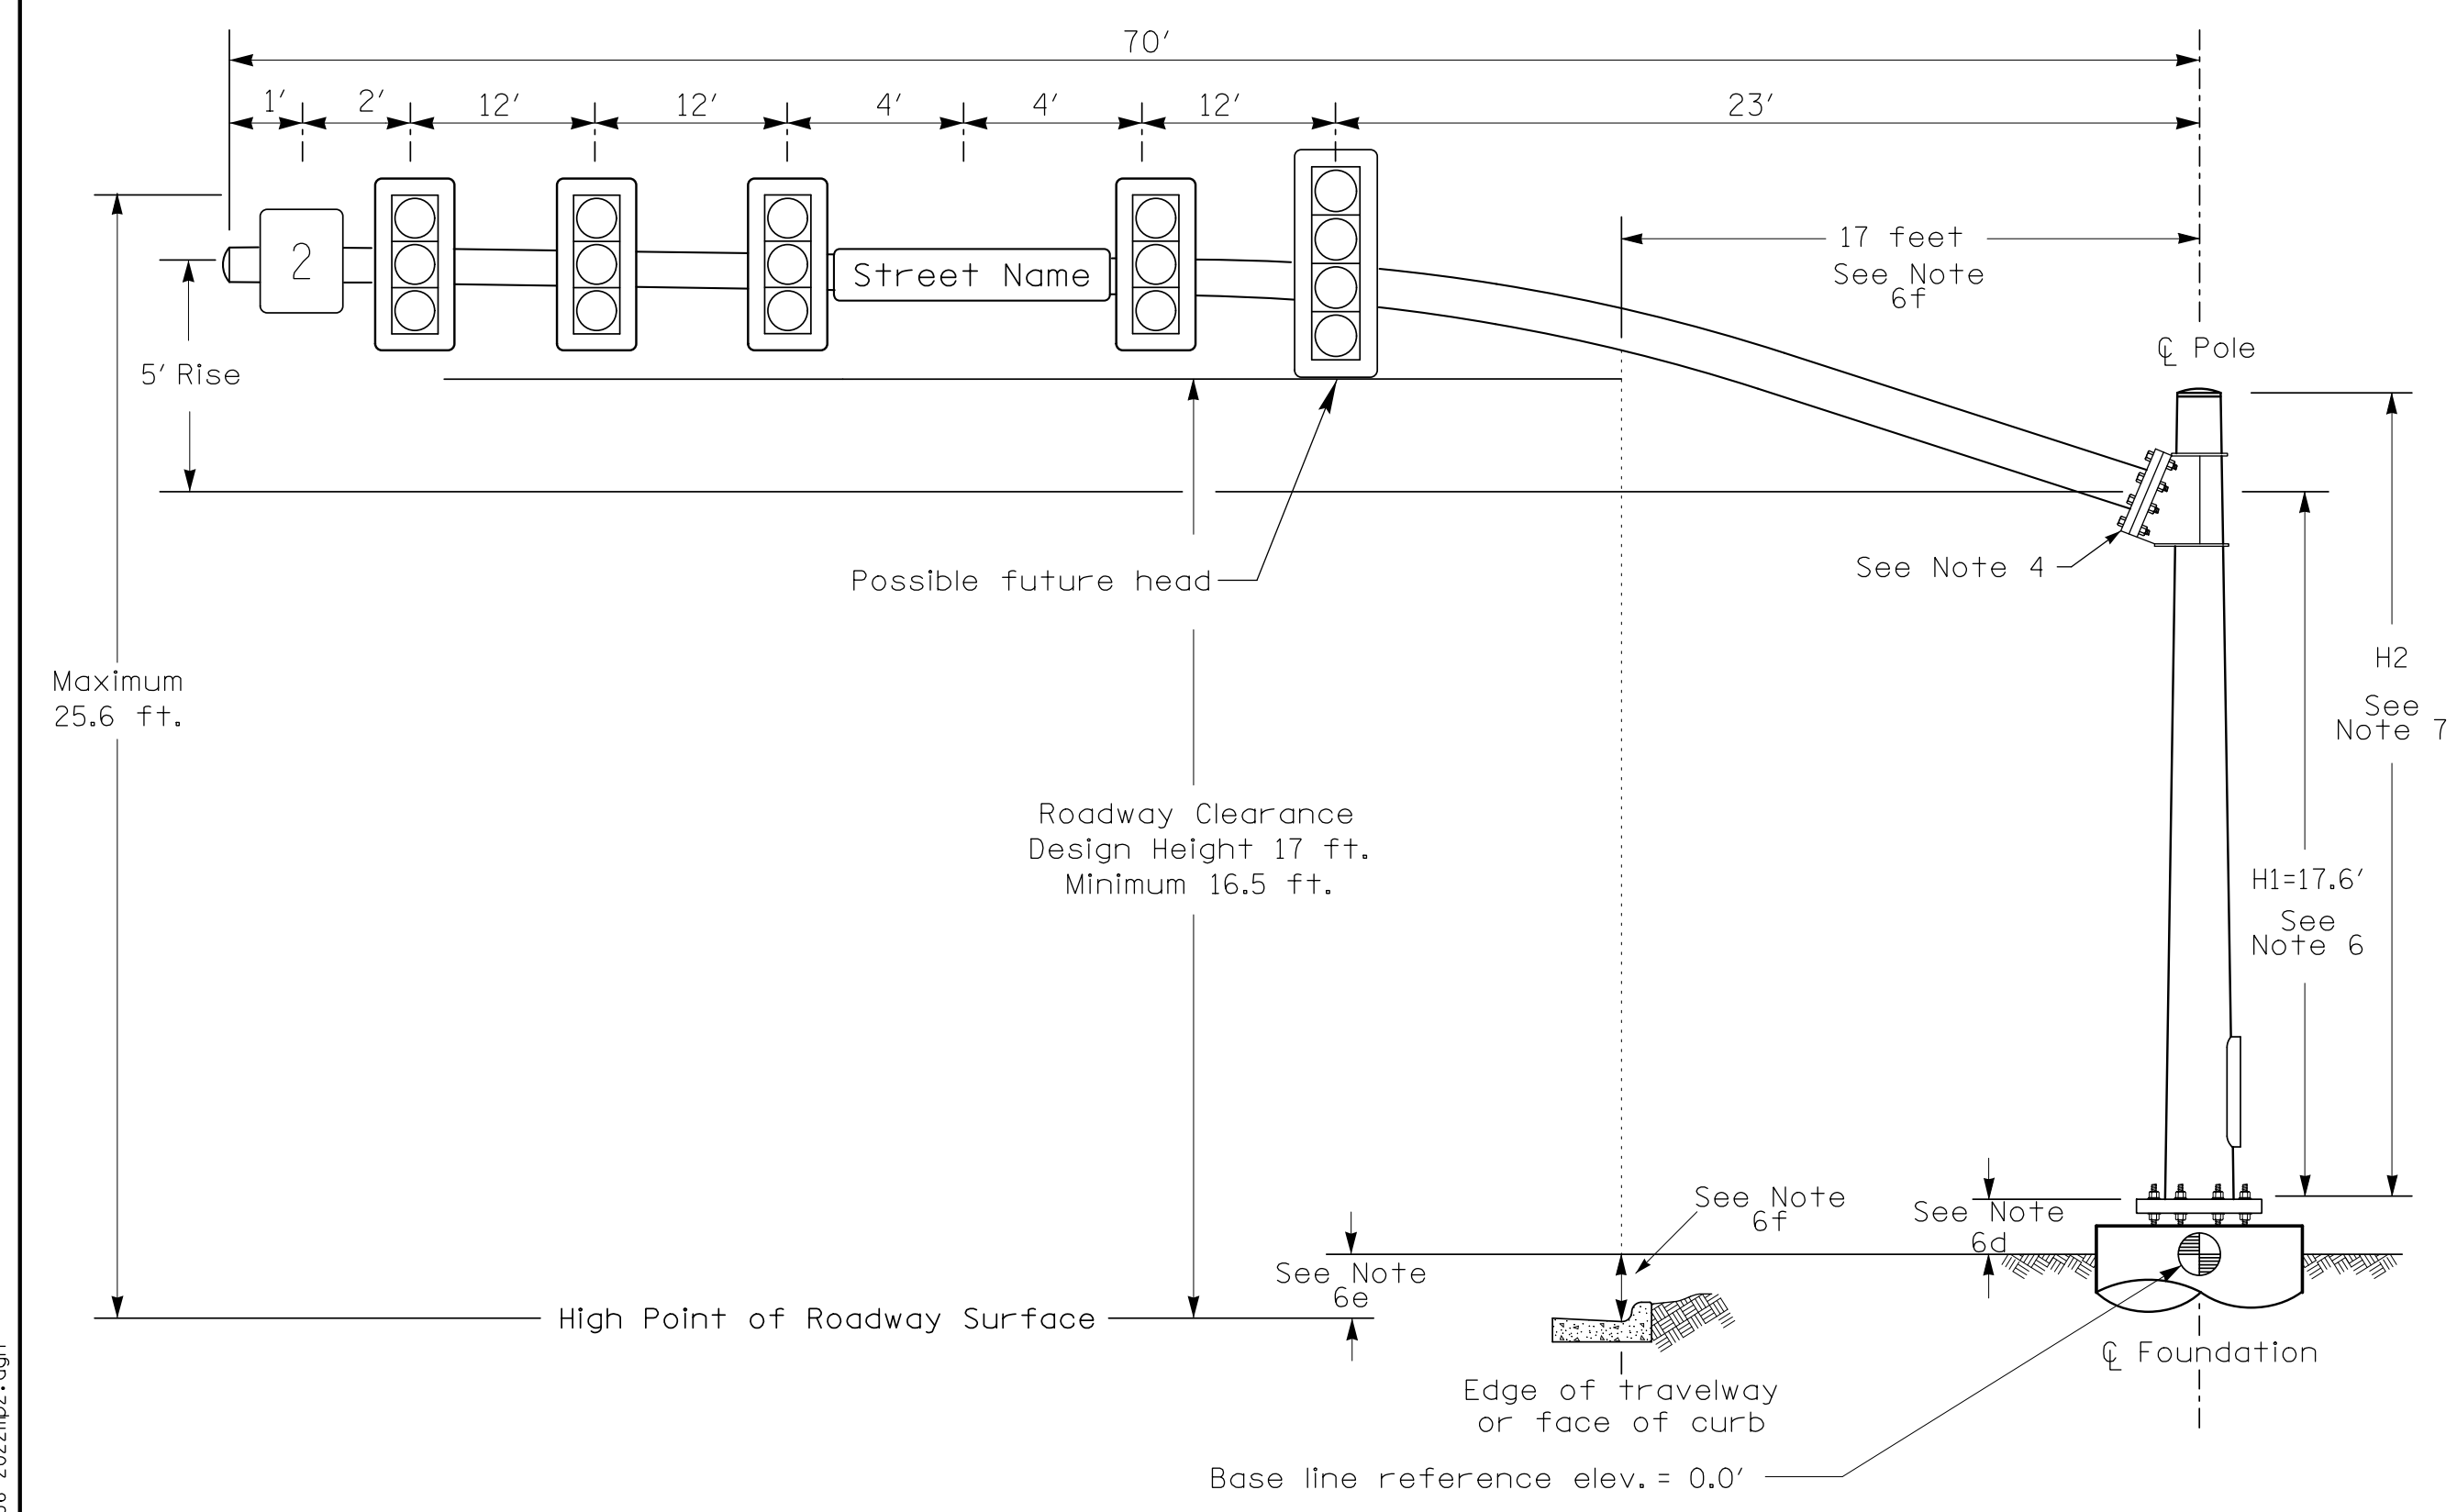 70'
1'
2'
12'
12'
4'
4'
12'
23'
17 feet
See Note
6f
2
Street Name
℄ Pole
5' Rise
Possible future head
See Note 4
Maximum
25.6 ft.
H2
See
Note 7
Roadway Clearance
Design Height 17 ft.
Minimum 16.5 ft.
H1=17.6'
See
Note 6
See Note
6f
See Note
6d
See Note
6e
High Point of Roadway Surface
℄ Foundation
Edge of travelway
or face of curb
Base line reference elev. = 0.0'